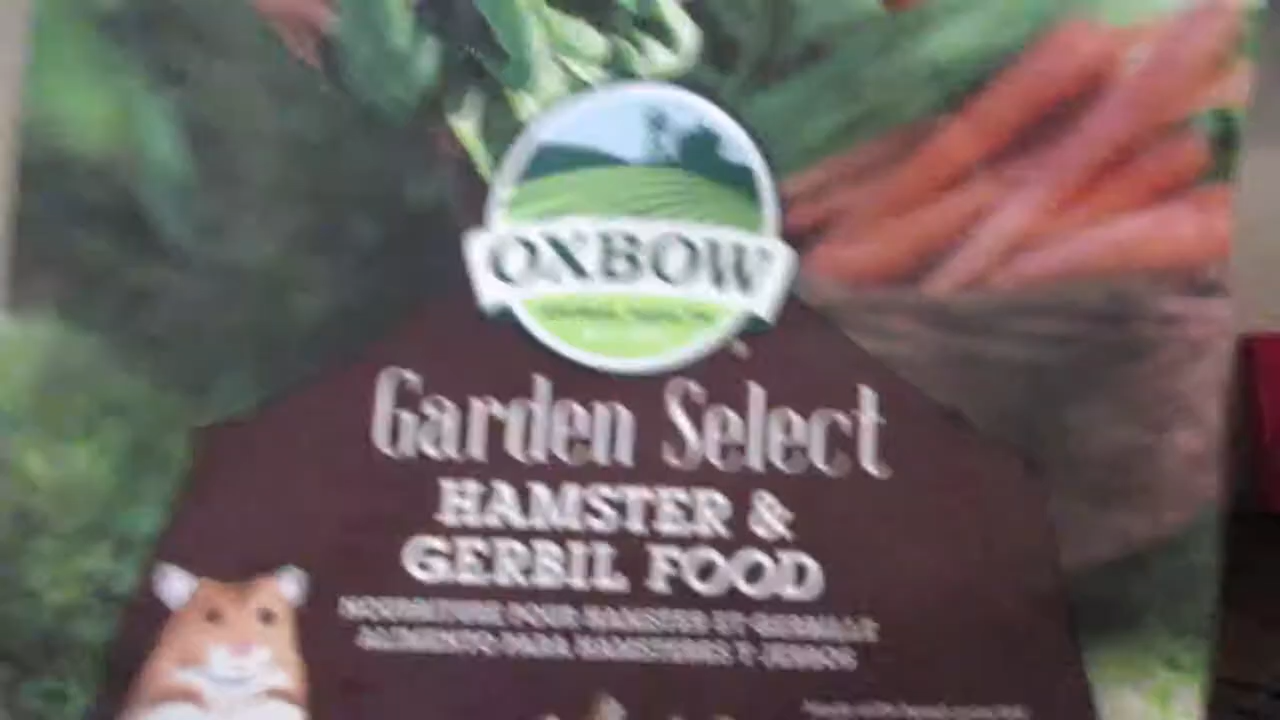 OXBOW
Garden Select
HAMSTER &
GERBIL FOOD
NOURRITURE POUR HAMSTER ET GERBILLE
ALIMENTO PARA HAMSTERES Y JERBOS